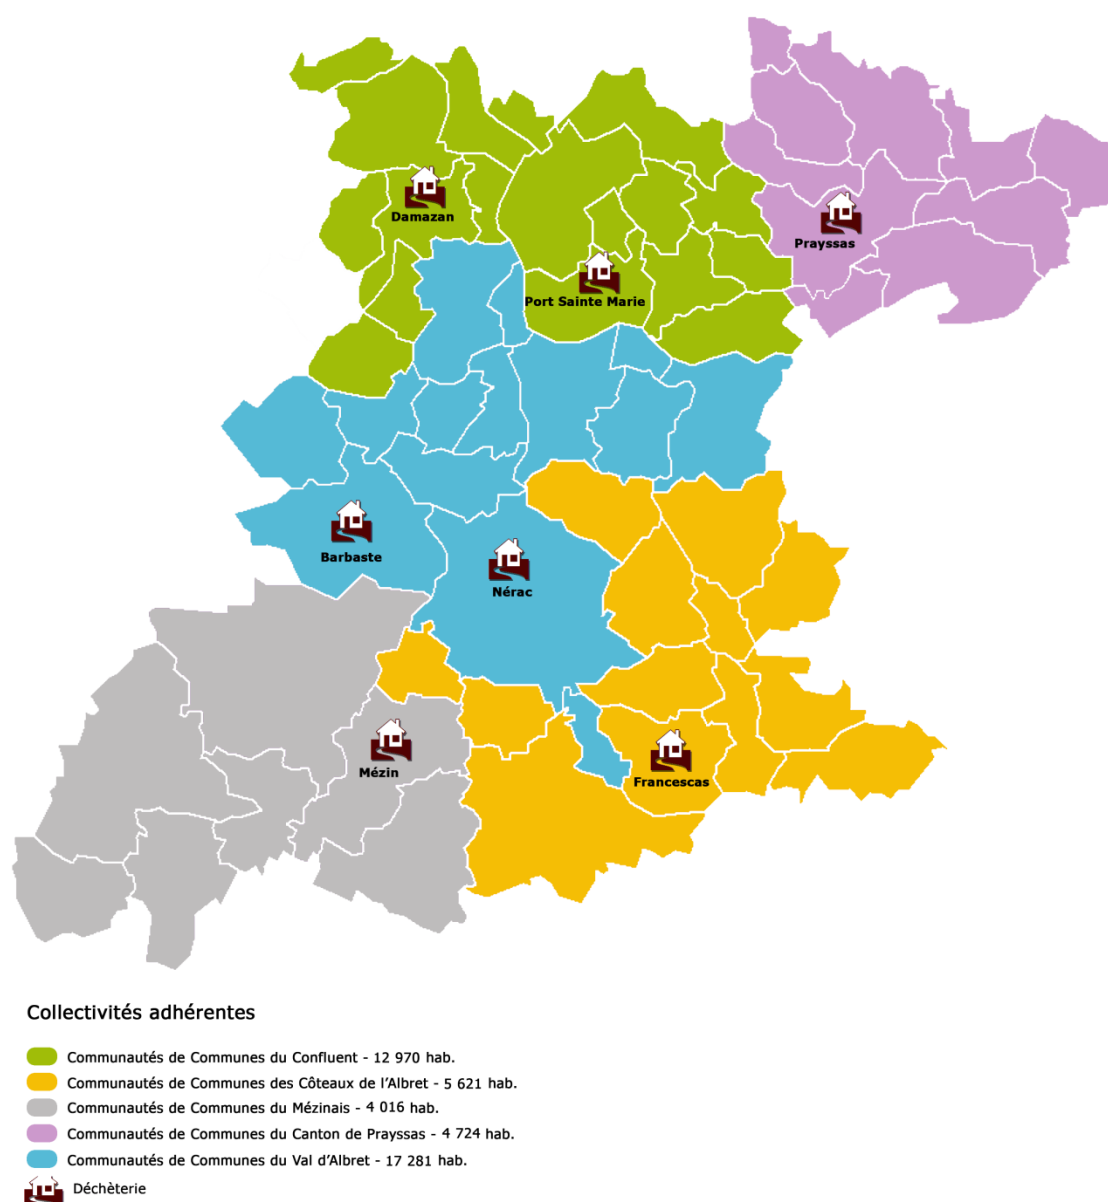 Damazan
Prayssas
Port Sainte Marie
Barbaste
Nérac
Mézin
Francescas
Collectivités adhérentes
Communautés de Communes du Confluent - 12 970 hab.
Communautés de Communes des Côteaux de l'Albret - 5 621 hab.
Communautés de Communes du Mézinais - 4 016 hab.
Communautés de Communes du Canton de Prayssas - 4 724 hab.
Communautés de Communes du Val d'Albret - 17 281 hab.
Déchèterie